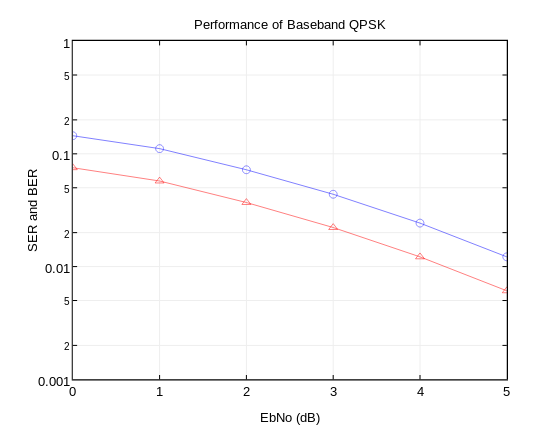 Performance of Baseband QPSK
1
5
2
0.1
5
2
0.01
5
2
0.001
SER and BER
0 1 2 3 4 5
EbNo (dB)